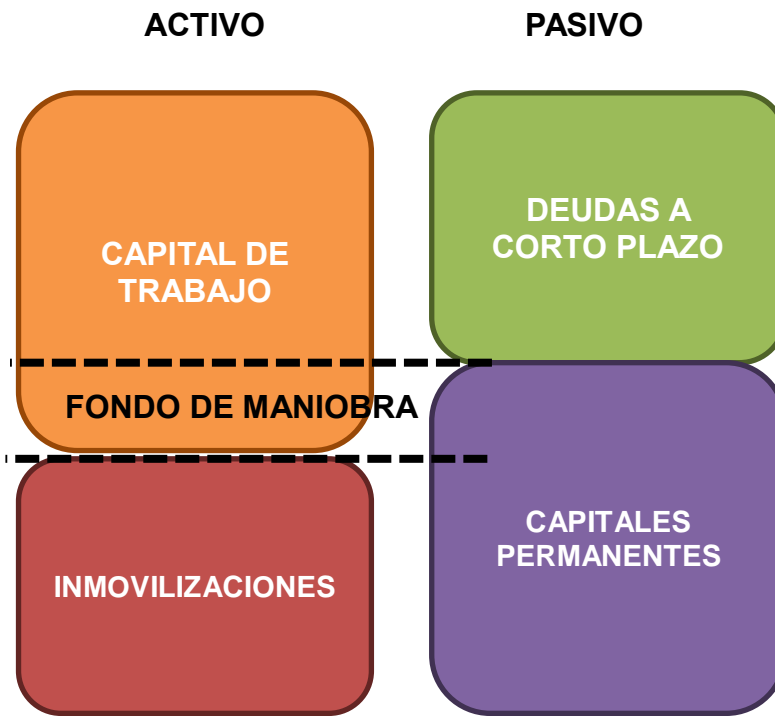 ACTIVO
PASIVO
CAPITAL DE
TRABAJO
DEUDAS A
CORTO PLAZO
FONDO DE MANIOBRA
INMOVILIZACIONES
CAPITALES
PERMANENTES